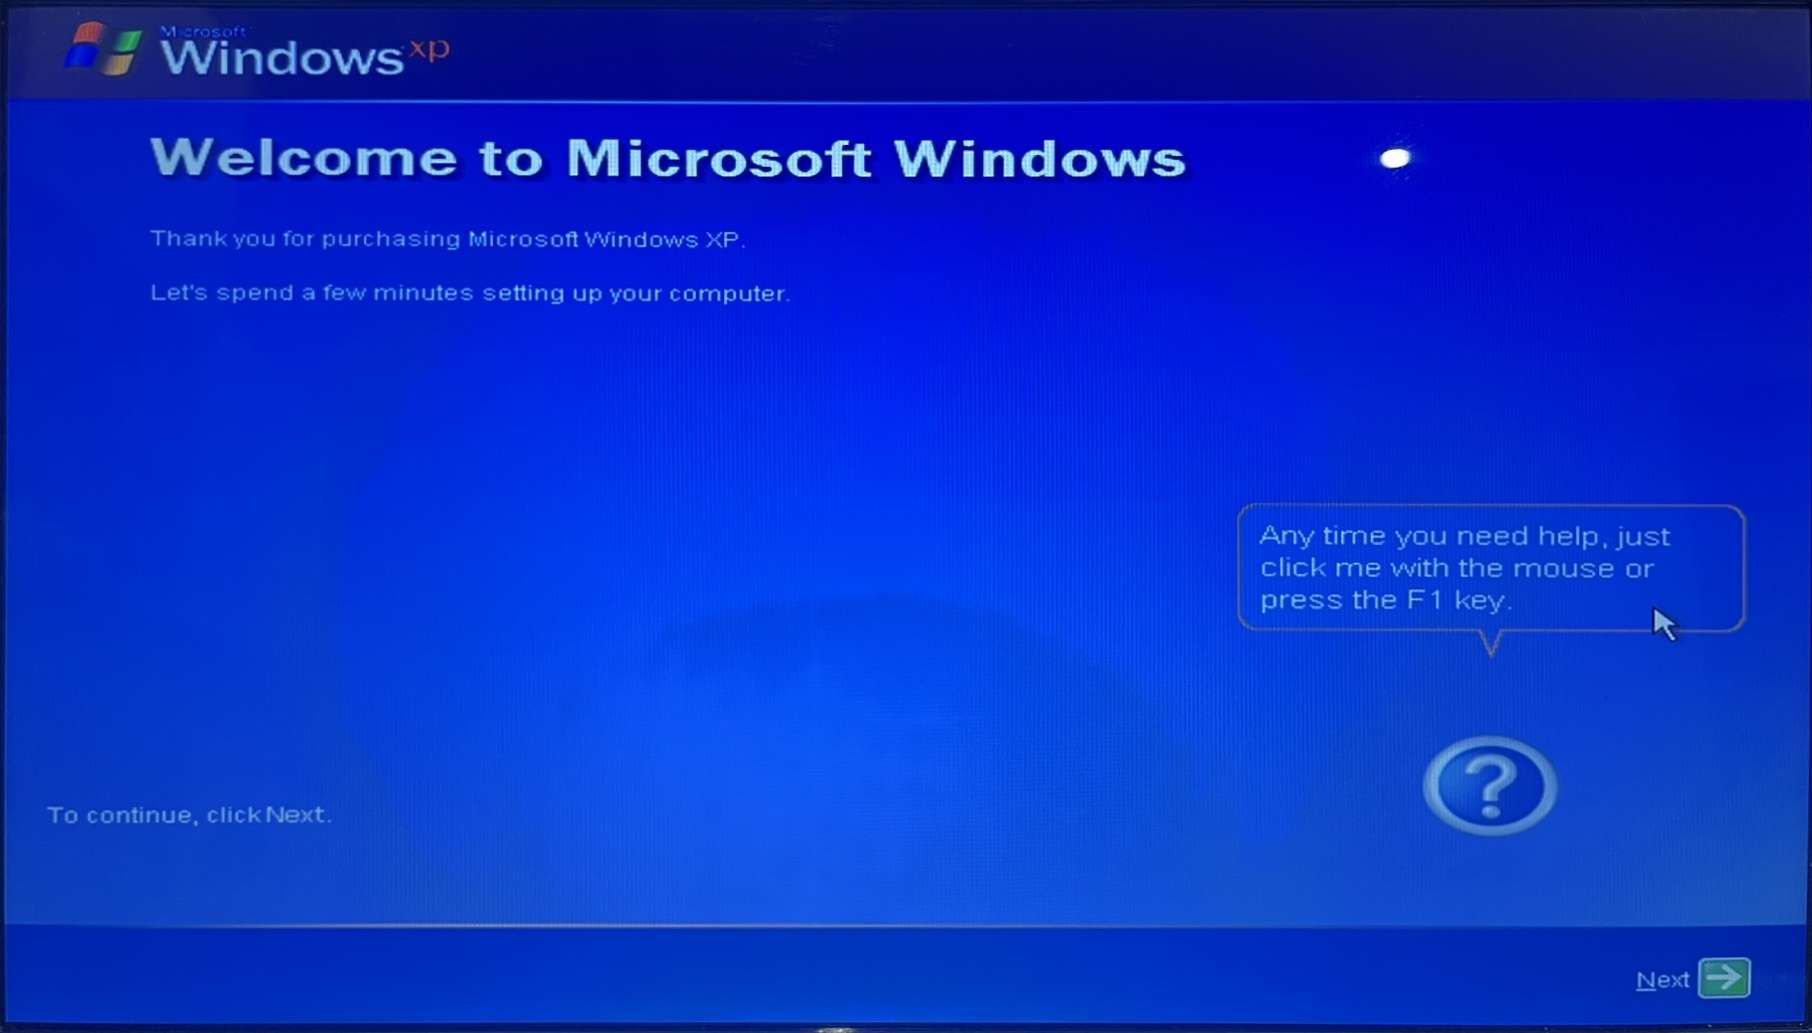 Microsoft
Windows xp
Welcome to Microsoft Windows
Thank you for purchasing Microsoft Windows XP.
Let's spend a few minutes setting up your computer.
Any time you need help, just
click me with the mouse or
press the F1 key.
?
To continue, click Next.
Next